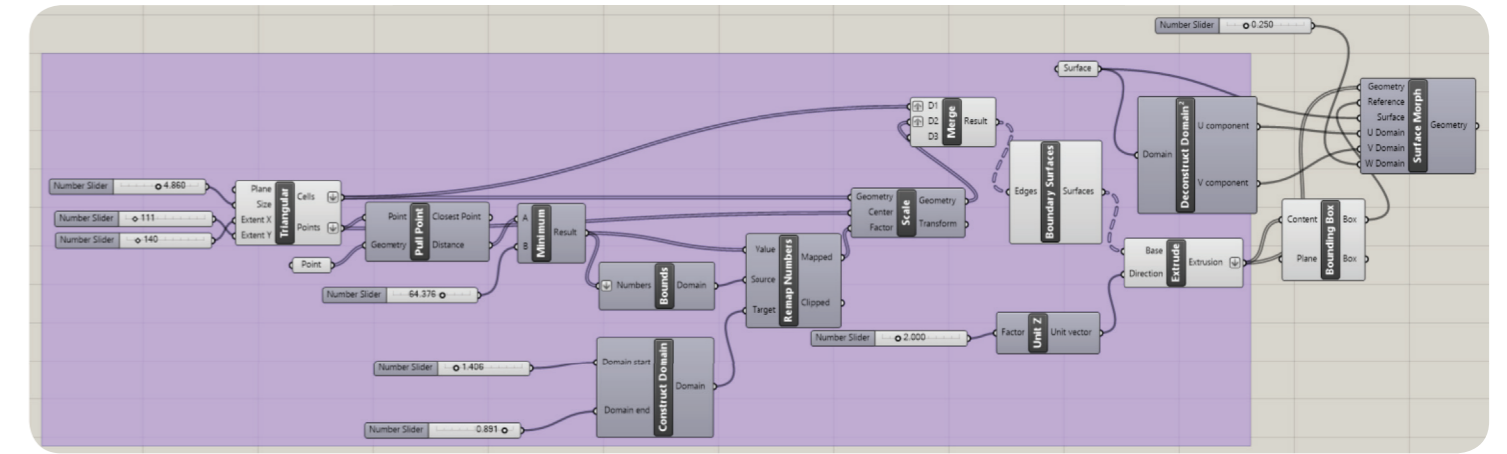 Number Slider 0.250
Surface
Geometry
Reference
Surface
U Domain
V Domain
W Domain
Surface Morph
Geometry
D1
D2
D3
Merge
Result
Domain
Deconstruct Domain²
U component
V component
Edges
Boundary Surfaces
Surfaces
Number Slider 4.860
Number Slider 111
Number Slider 140
Plane
Size
Extent X
Extent Y
Triangular
Cells
Points
Point
Point
Geometry
Pull Point
Closest Point
Distance
A
B
Minimum
Result
Geometry
Center
Factor
Scale
Geometry
Transform
Content
Plane
Bounding Box
Box
Box
Number Slider 64.376
Numbers
Bounds
Domain
Value
Source
Target
Remap Numbers
Mapped
Clipped
Base
Direction
Extrude
Extrusion
Number Slider 2.000
Factor
Unit Z
Unit vector
Number Slider 1.406
Number Slider 0.891
Domain start
Domain end
Construct Domain
Domain